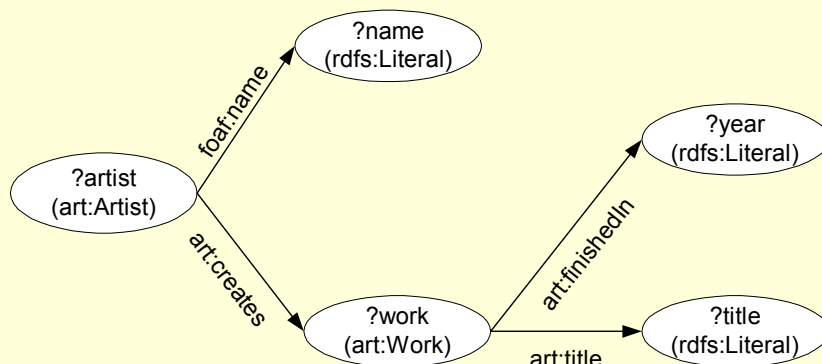 ?name
(rdfs:Literal)
foaf:name
?year
(rdfs:Literal)
?artist
(art:Artist)
art:creates
art:finishedIn
?work
(art:Work)
?title
(rdfs:Literal)
art:title